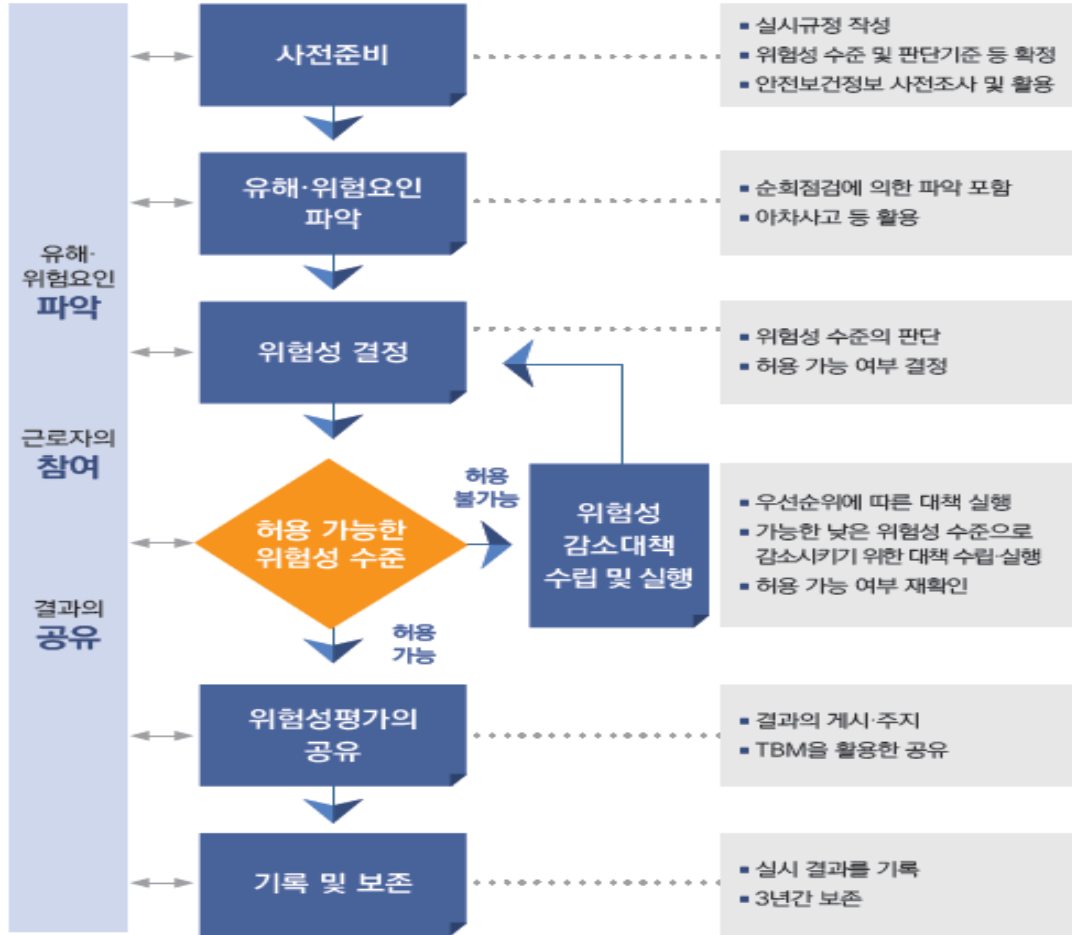 사전준비
▪ 실시규정 작성
▪ 위험성 수준 및 판단기준 등 확정
▪ 안전보건정보 사전조사 및 활용
유해·위험요인
파악
▪ 순회점검에 의한 파악 포함
▪ 아차사고 등 활용
유해·
위험요인
파악
위험성 결정
▪ 위험성 수준의 판단
▪ 허용 가능 여부 결정
근로자의
참여
허용 가능한
위험성 수준
허용
불가능
위험성
감소대책
수립 및 실행
▪ 우선순위에 따른 대책 실행
▪ 가능한 낮은 위험성 수준으로
감소시키기 위한 대책 수립·실행
▪ 허용 가능 여부 재확인
결과의
공유
허용
가능
위험성평가의
공유
▪ 결과의 게시·주지
▪ TBM을 활용한 공유
기록 및 보존
▪ 실시 결과를 기록
▪ 3년간 보존